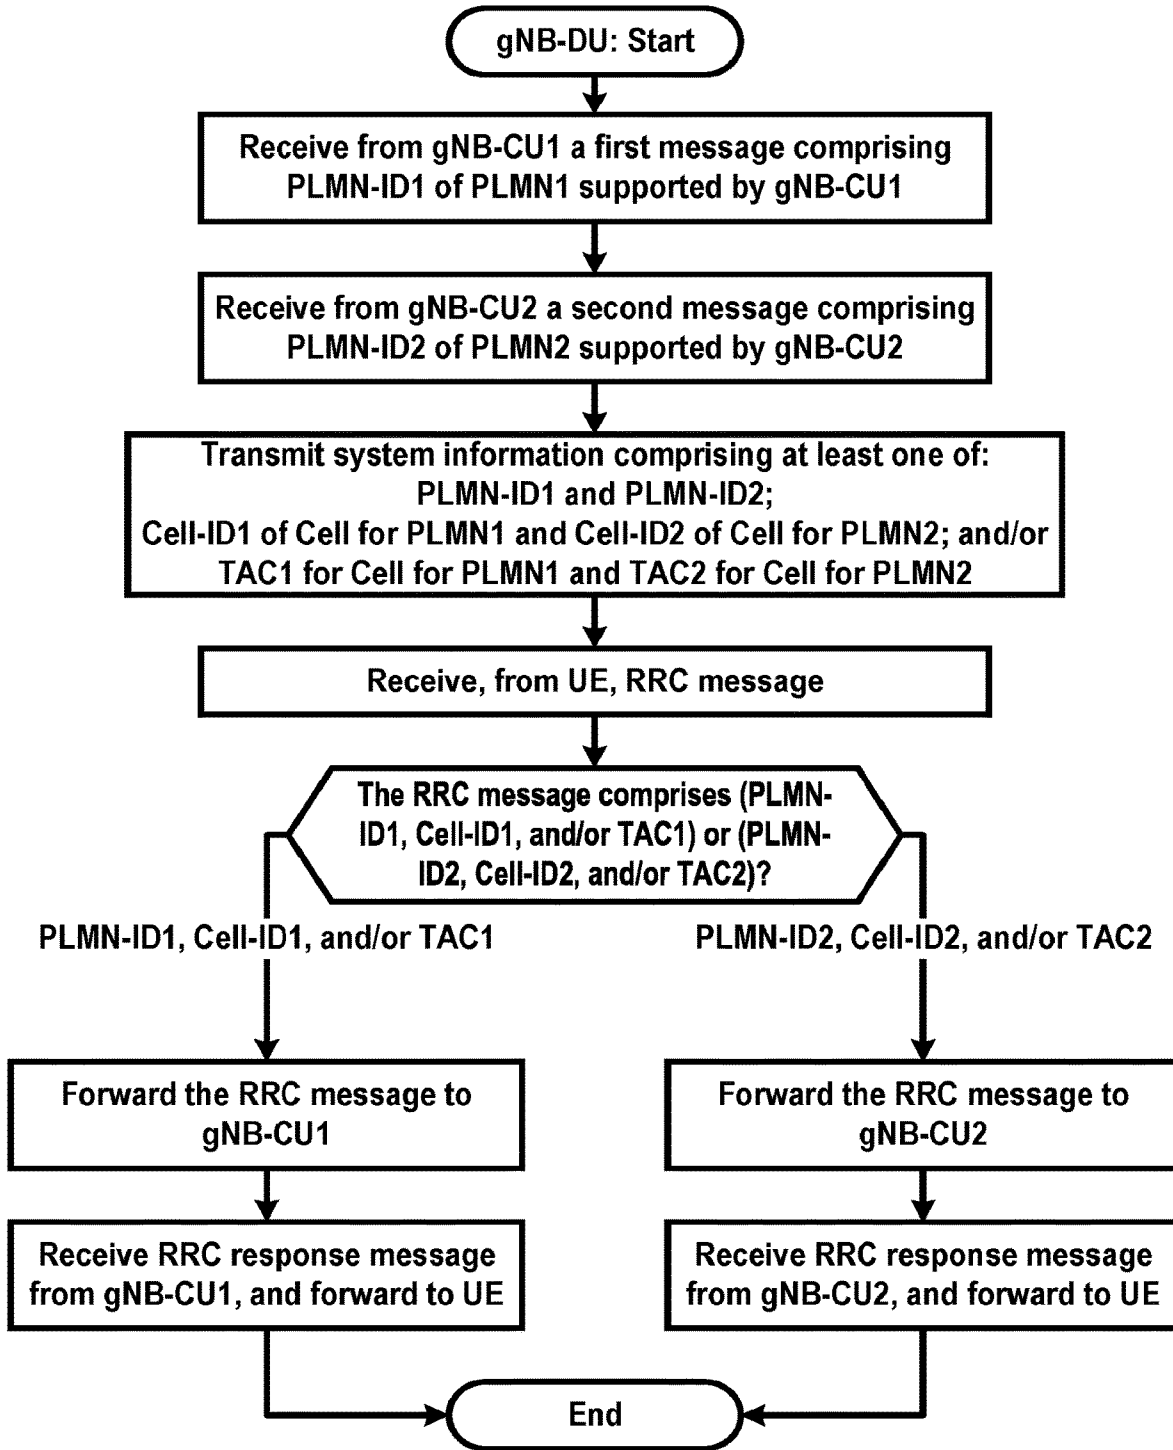 gNB-DU: Start
Receive from gNB-CU1 a first message comprising
PLMN-ID1 of PLMN1 supported by gNB-CU1
Receive from gNB-CU2 a second message comprising
PLMN-ID2 of PLMN2 supported by gNB-CU2
Transmit system information comprising at least one of:
PLMN-ID1 and PLMN-ID2;
Cell-ID1 of Cell for PLMN1 and Cell-ID2 of Cell for PLMN2; and/or
TAC1 for Cell for PLMN1 and TAC2 for Cell for PLMN2
Receive, from UE, RRC message
The RRC message comprises (PLMN-
ID1, Cell-ID1, and/or TAC1) or (PLMN-
ID2, Cell-ID2, and/or TAC2)?
PLMN-ID1, Cell-ID1, and/or TAC1
PLMN-ID2, Cell-ID2, and/or TAC2
Forward the RRC message to
gNB-CU1
Forward the RRC message to
gNB-CU2
Receive RRC response message
from gNB-CU1, and forward to UE
Receive RRC response message
from gNB-CU2, and forward to UE
End